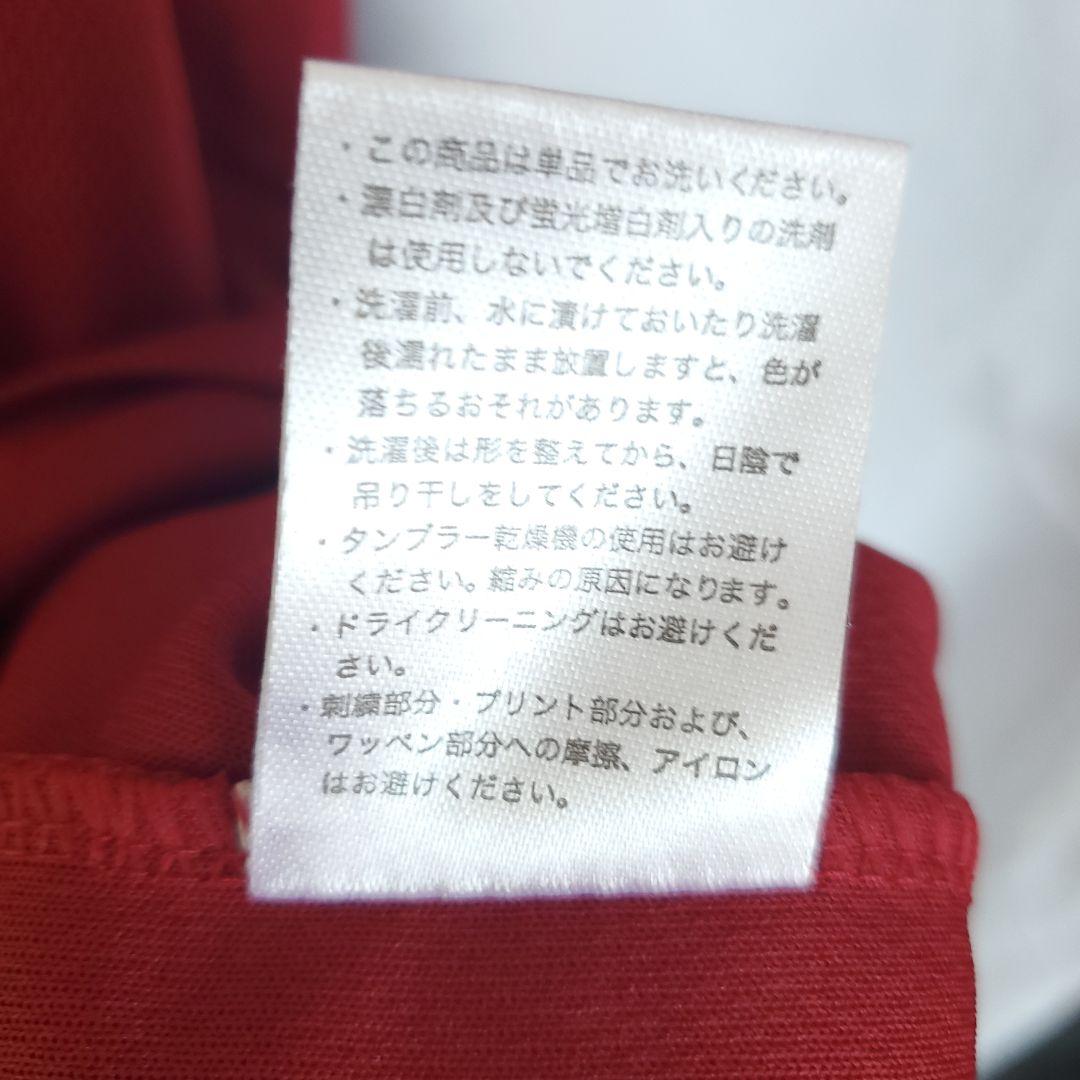 ・この商品は単品でお洗いください。
・漂白剤及び蛍光増白剤入りの洗剤
は使用しないでください。
・洗濯前、水に漬けておいたり洗濯
後濡れたまま放置しますと、色が
落ちるおそれがあります。
・洗濯後は形を整えてから、日陰で
吊り干しをしてください。
・タンブラー乾燥機の使用はお避け
ください。縮みの原因になります。
・ドライクリーニングはお避けくだ
さい。
・刺繍部分・プリント部分および、
ワッペン部分への摩擦、アイロン
はお避けください。